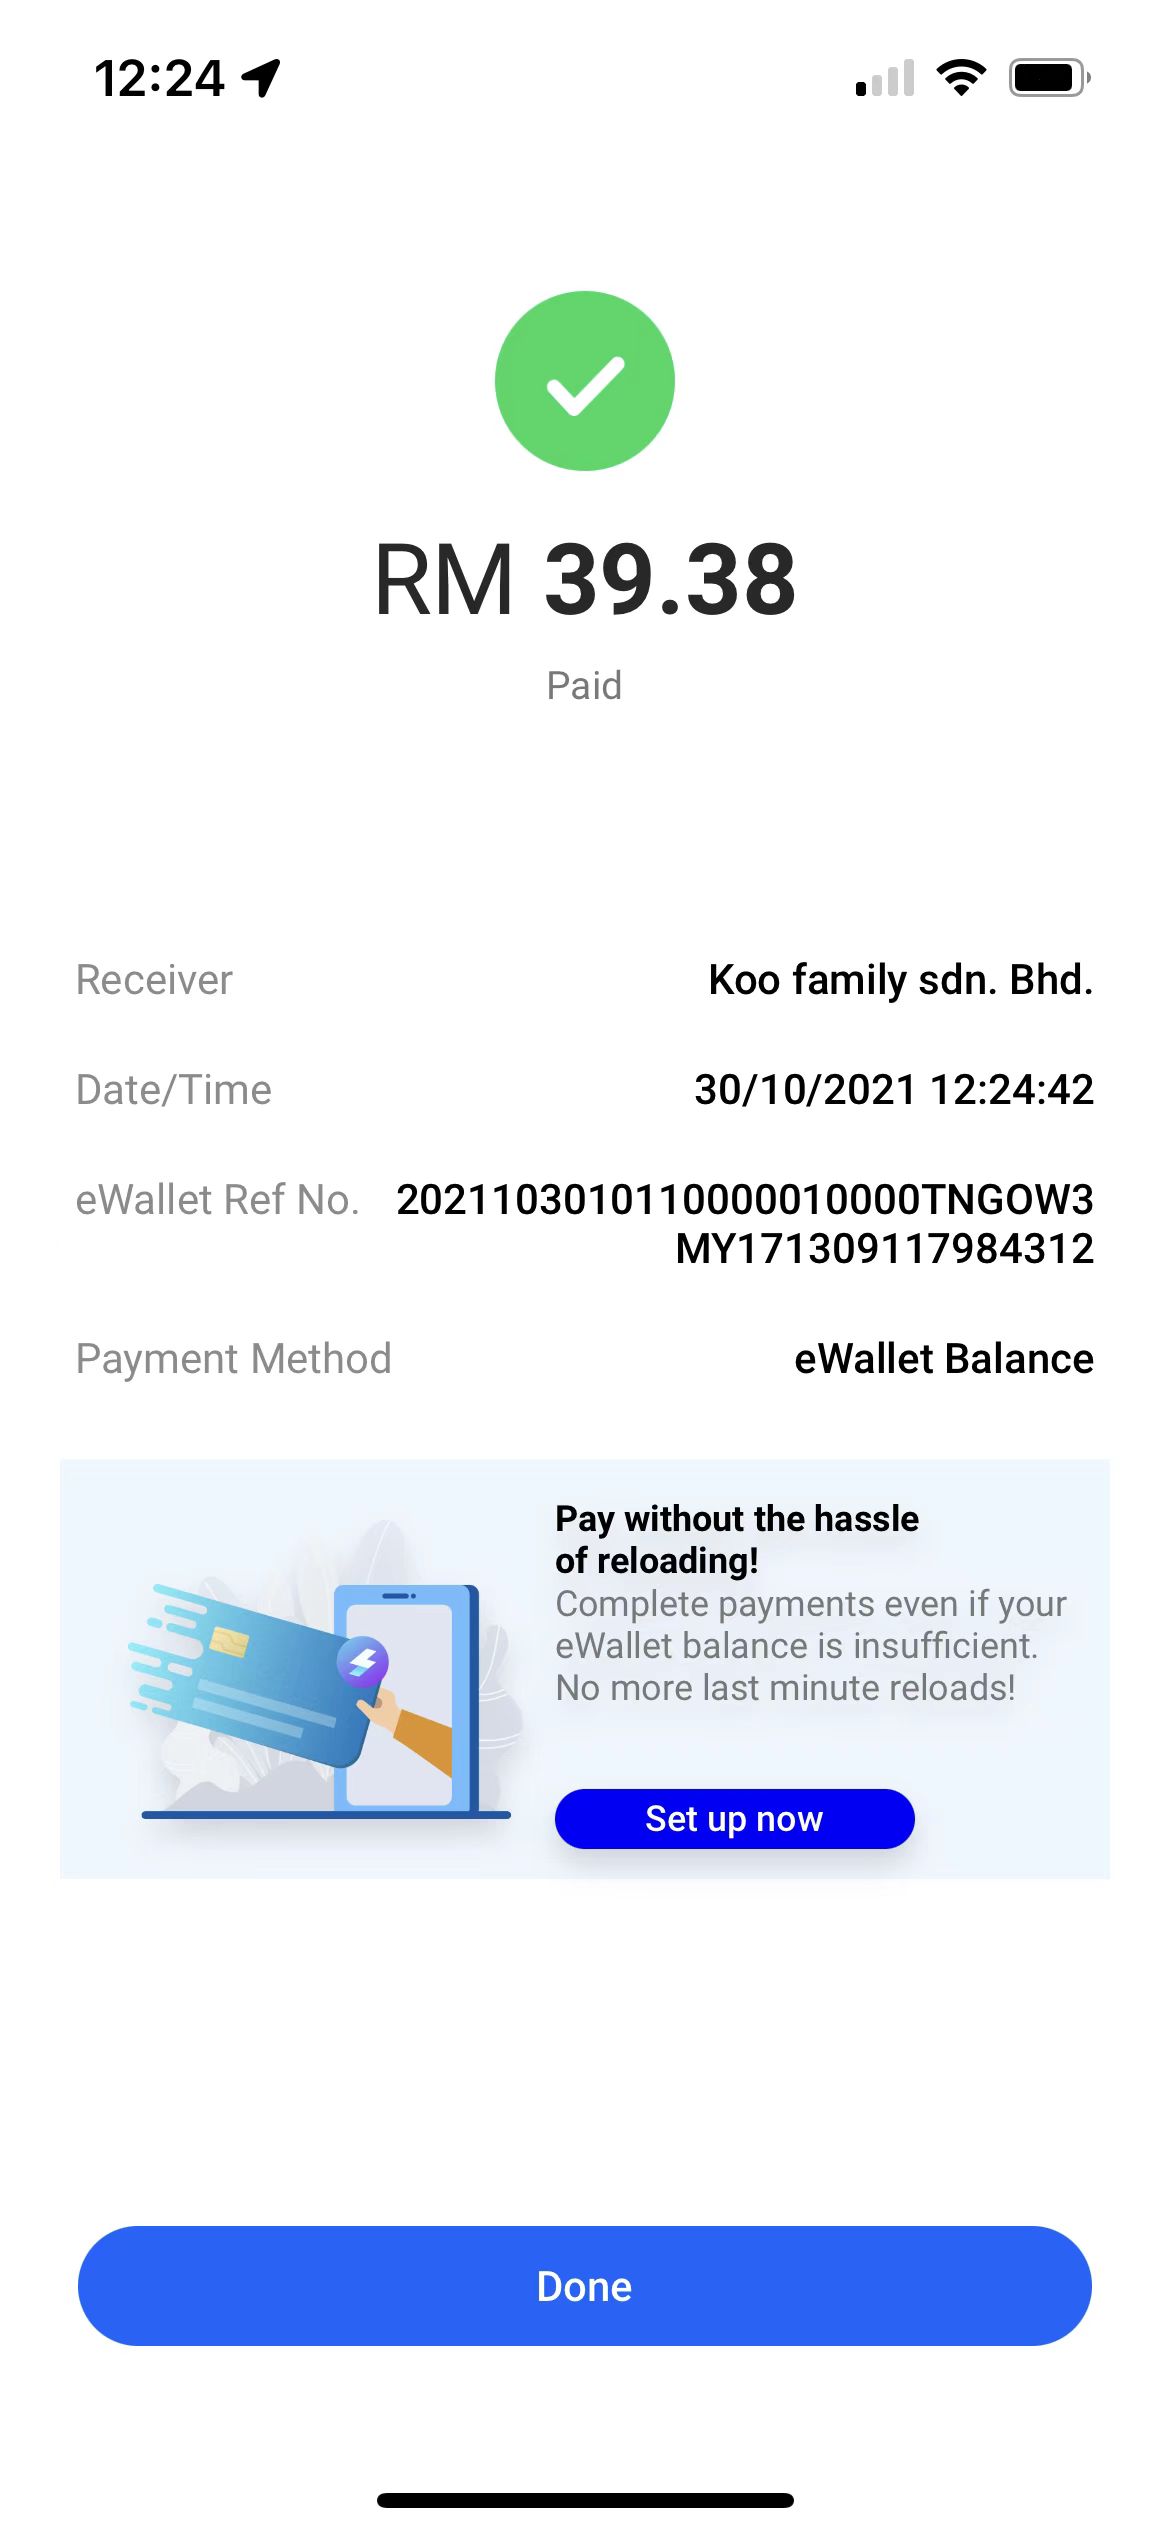 12:24
RM 39.38
Paid
Receiver Koo family sdn. Bhd.
Date/Time 30/10/2021 12:24:42
eWallet Ref No. 20211030101110000010000TNGOW3
MY171309117984312
Payment Method eWallet Balance
Pay without the hassle
of reloading!
Complete payments even if your
eWallet balance is insufficient.
No more last minute reloads!
Set up now
Done